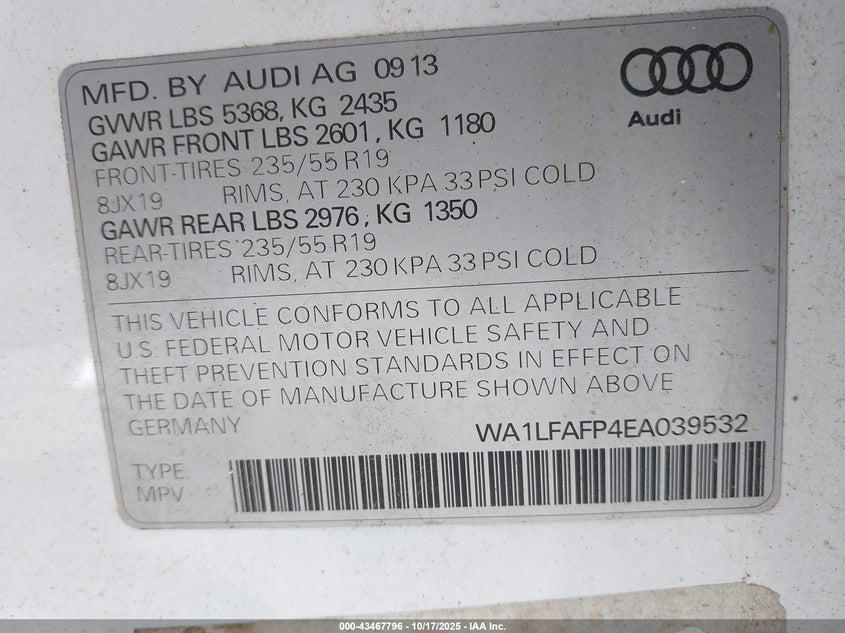 MFD. BY AUDI AG 09 13
GVWR LBS 5368, KG 2435
GAWR FRONT LBS 2601, KG 1180
FRONT-TIRES 235/55 R19
8JX19 RIMS, AT 230 KPA 33 PSI COLD
GAWR REAR LBS 2976, KG 1350
REAR-TIRES 235/55 R19
8JX19 RIMS, AT 230 KPA 33 PSI COLD
Audi
THIS VEHICLE CONFORMS TO ALL APPLICABLE
U.S. FEDERAL MOTOR VEHICLE SAFETY AND
THEFT PREVENTION STANDARDS IN EFFECT ON
THE DATE OF MANUFACTURE SHOWN ABOVE
GERMANY WA1LFAFP4EA039532
TYPE
MPV
000-43467796 - 10/17/2025 - IAA Inc.